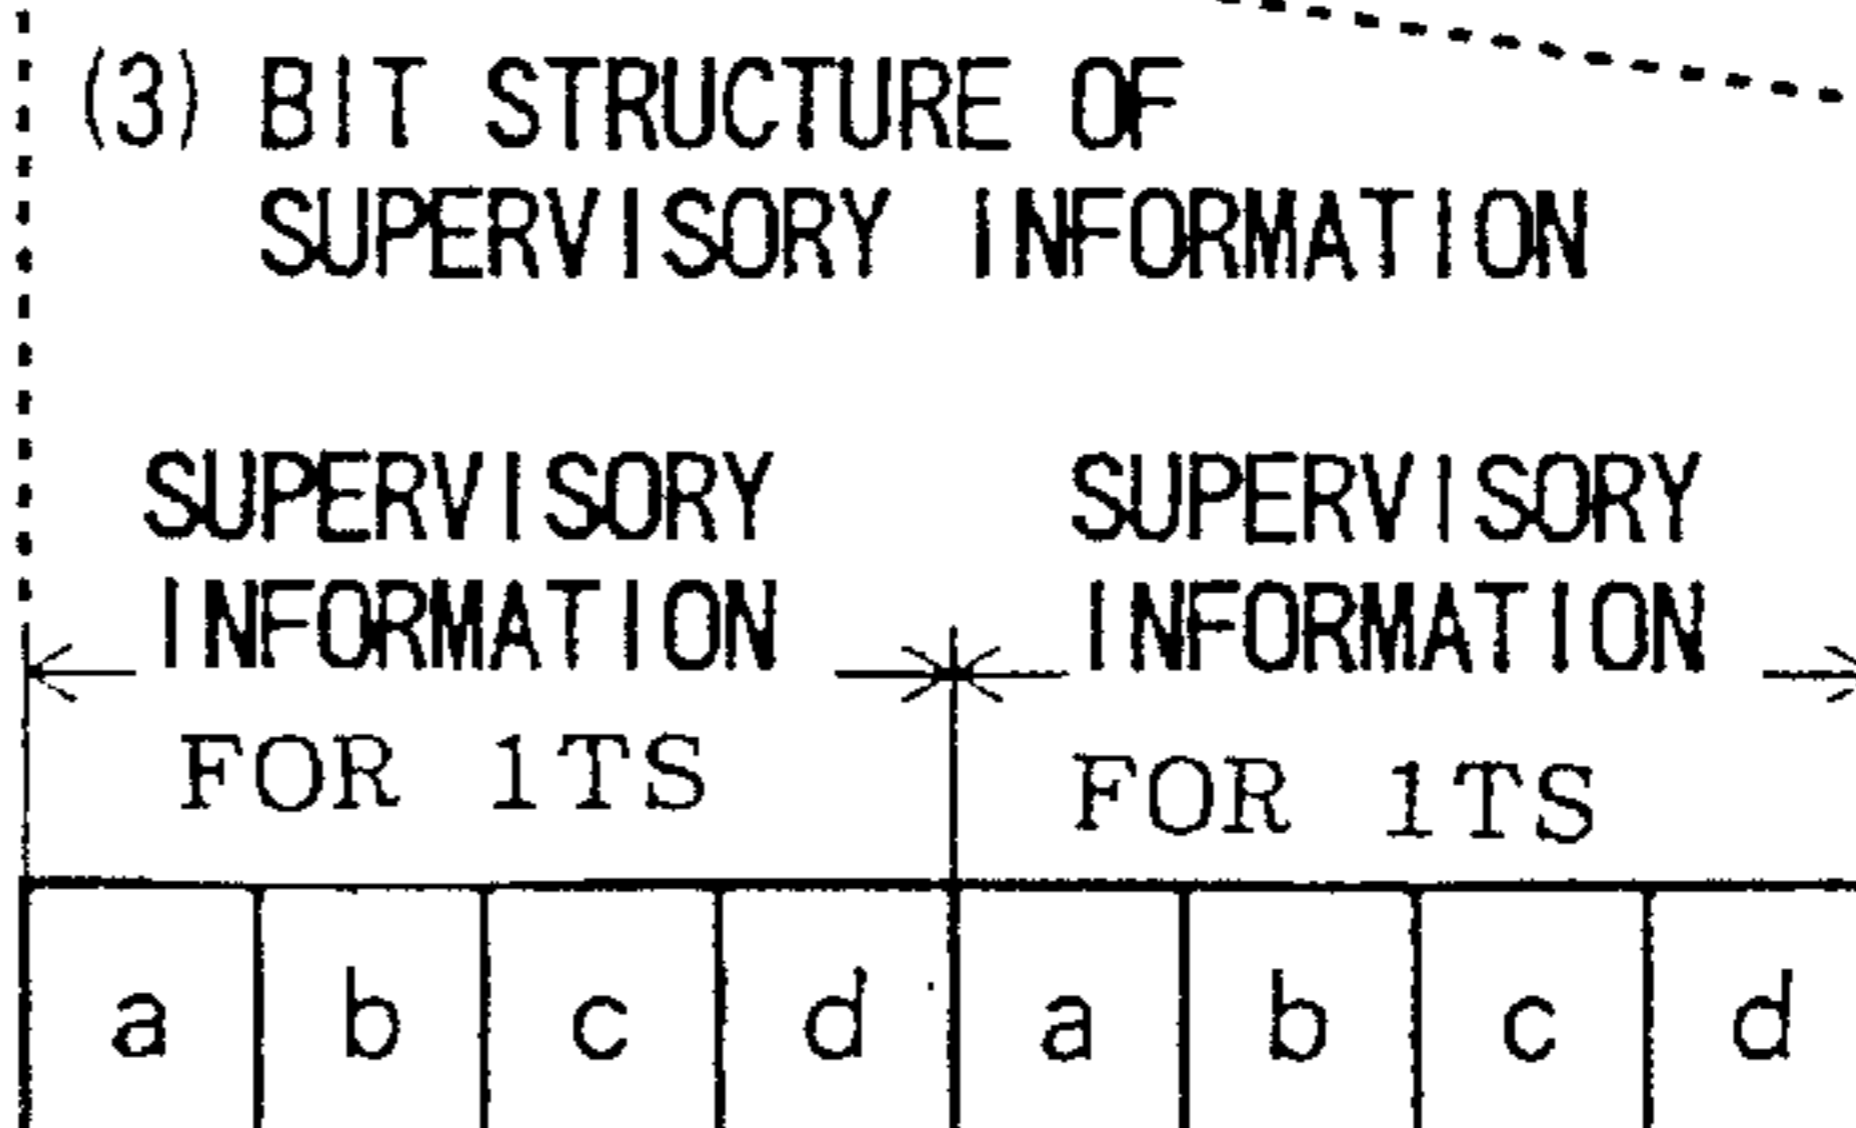 (3) BIT STRUCTURE OF
SUPERVISORY INFORMATION
SUPERVISORY
INFORMATION
FOR 1TS
SUPERVISORY
INFORMATION
FOR 1TS
a b c d a b c d